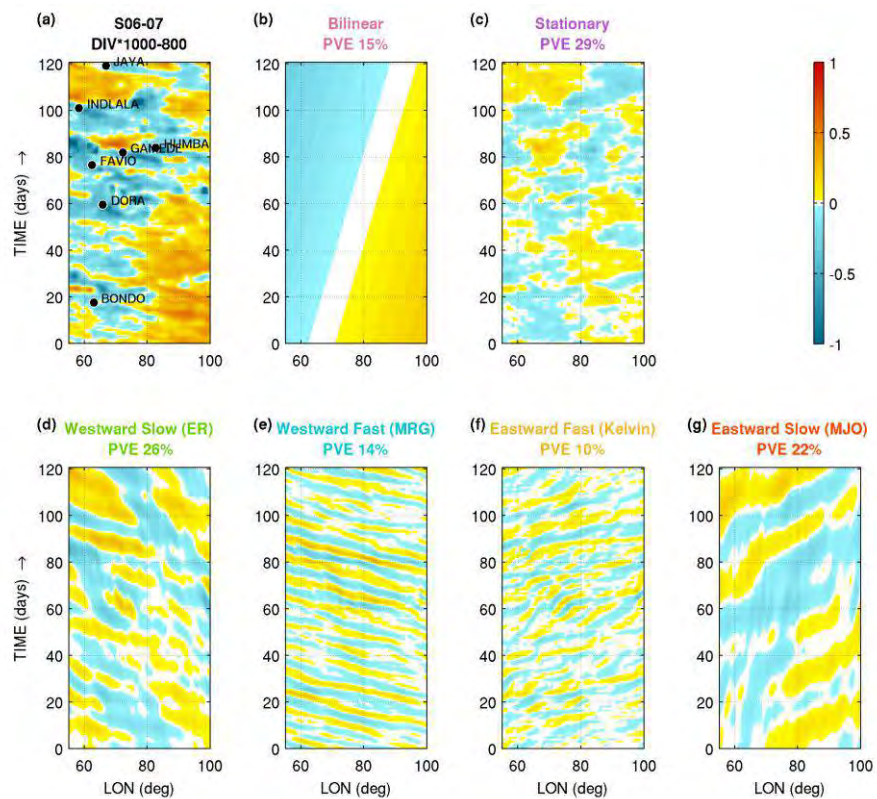 (a) S06-07 (b) Bilinear (c) Stationary
DIV*1000-800 PVE 15% PVE 29%
120 120 120 1
JAYA
100 INDLALA 100 100 0.5
80 GAMEDE HUMBA 80 80
FAVIO
TIME (days) →
60 DORA 60 60 0
40 40 40
20 BONDO 20 20 -0.5
0 0 0 -1
60 80 100 60 80 100 60 80 100
LON (deg)
(d) Westward Slow (ER) (e) Westward Fast (MRG) (f) Eastward Fast (Kelvin) (g) Eastward Slow (MJO)
PVE 26% PVE 14% PVE 10% PVE 22%
120 120 120 120
100 100 100 100
80 80 80 80
TIME (days) →
60 60 60 60
40 40 40 40
20 20 20 20
0 0 0 0
60 80 100 60 80 100 60 80 100 60 80 100
LON (deg) LON (deg) LON (deg) LON (deg)